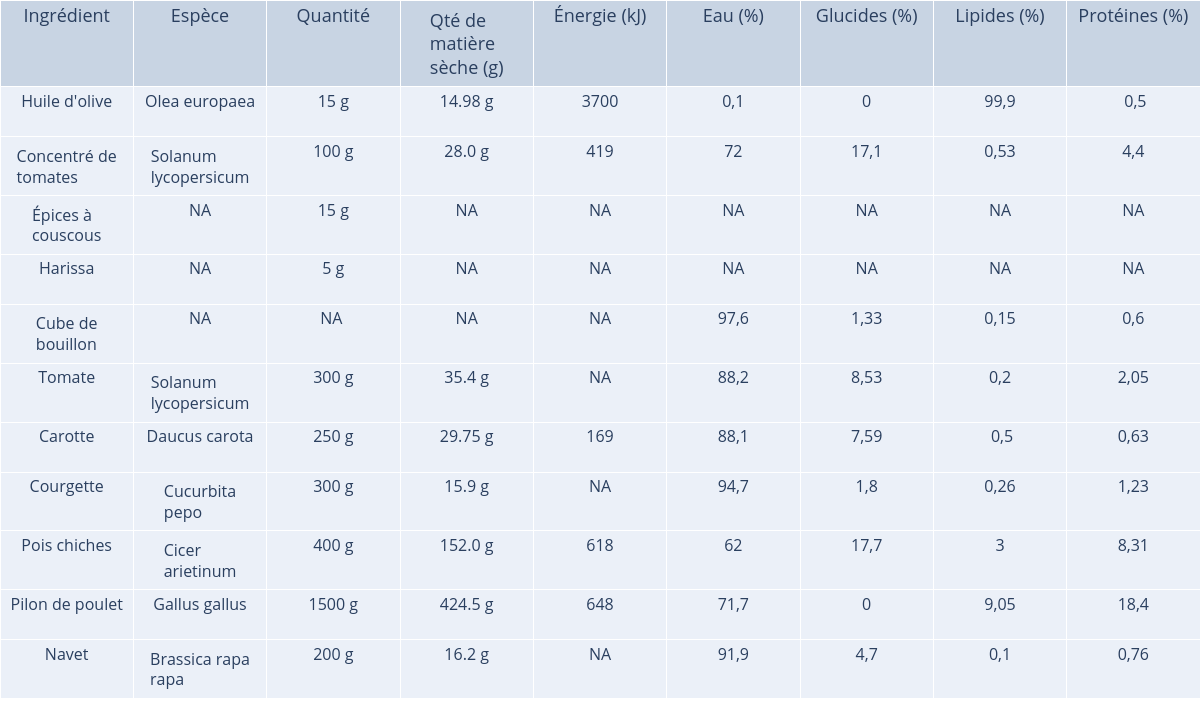 Ingrédient Espèce Quantité Qté de matière sèche (g) Énergie (kJ) Eau (%) Glucides (%) Lipides (%) Protéines (%)
Huile d'olive Olea europaea 15 g 14.98 g 3700 0,1 0 99,9 0,5
Concentré de tomates Solanum lycopersicum 100 g 28.0 g 419 72 17,1 0,53 4,4
Épices à couscous NA 15 g NA NA NA NA NA NA
Harissa NA 5 g NA NA NA NA NA NA
Cube de bouillon NA NA NA NA 97,6 1,33 0,15 0,6
Tomate Solanum lycopersicum 300 g 35.4 g NA 88,2 8,53 0,2 2,05
Carotte Daucus carota 250 g 29.75 g 169 88,1 7,59 0,5 0,63
Courgette Cucurbita pepo 300 g 15.9 g NA 94,7 1,8 0,26 1,23
Pois chiches Cicer arietinum 400 g 152.0 g 618 62 17,7 3 8,31
Pilon de poulet Gallus gallus 1500 g 424.5 g 648 71,7 0 9,05 18,4
Navet Brassica rapa rapa 200 g 16.2 g NA 91,9 4,7 0,1 0,76